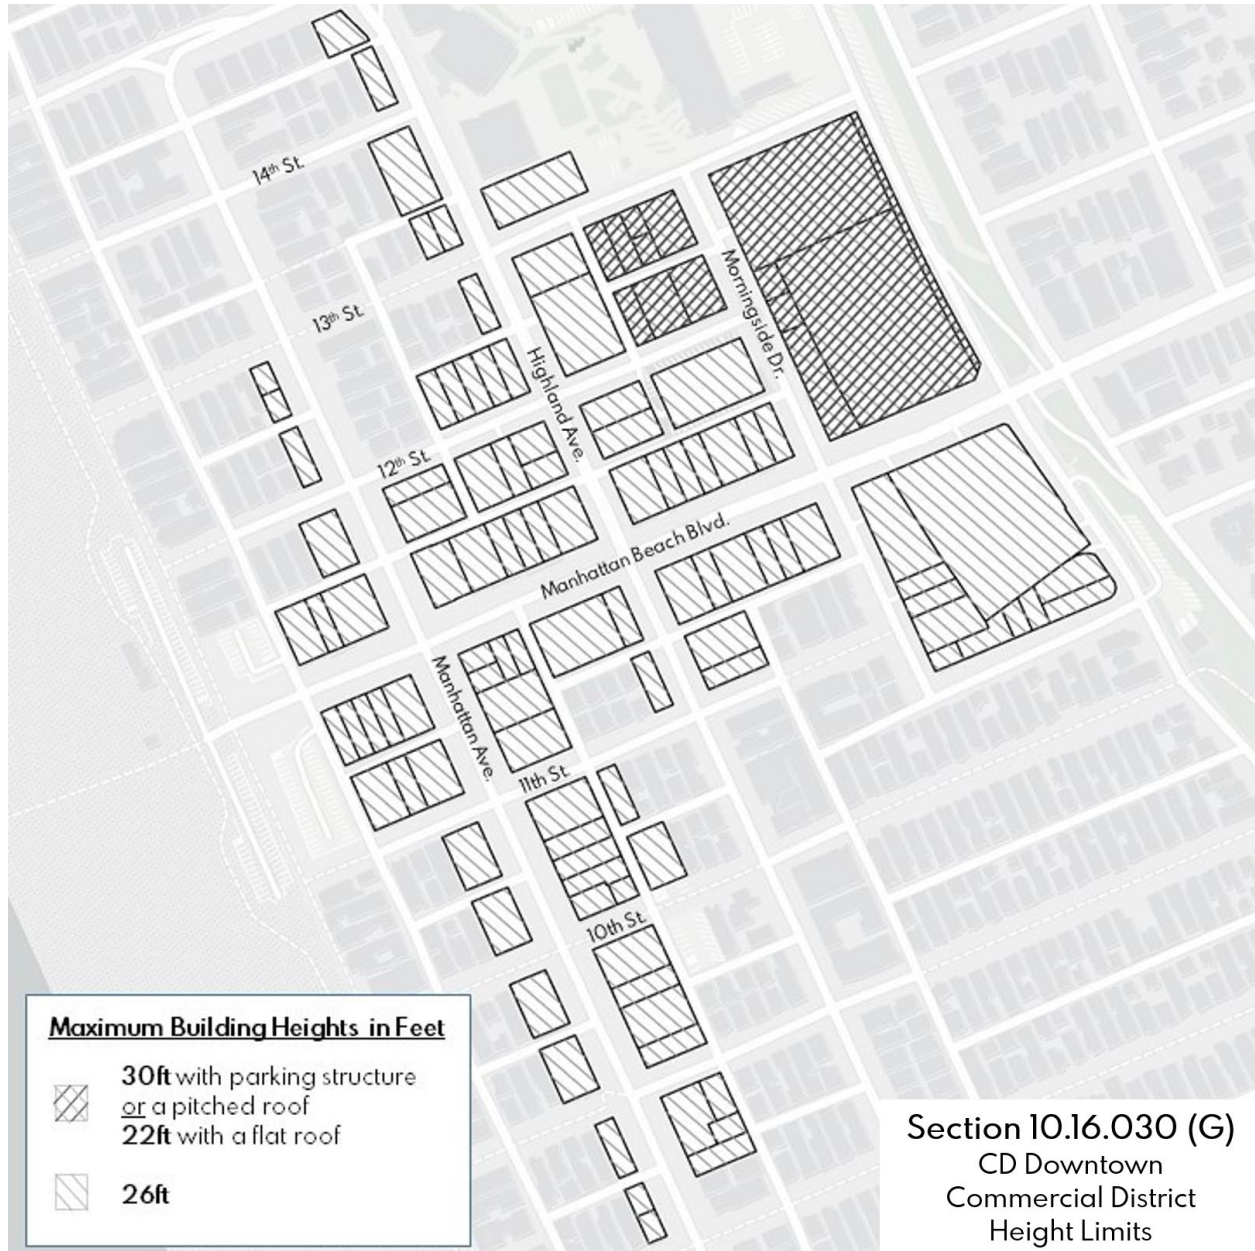 14th St.
13th St.
Highland Ave.
Morningside Dr.
12th St.
Manhattan Beach Blvd.
Manhattan Ave.
11th St.
10th St.
Maximum Building Heights in Feet
30ft with parking structure
or a pitched roof
22ft with a flat roof
26ft
Section 10.16.030 (G)
CD Downtown
Commercial District
Height Limits